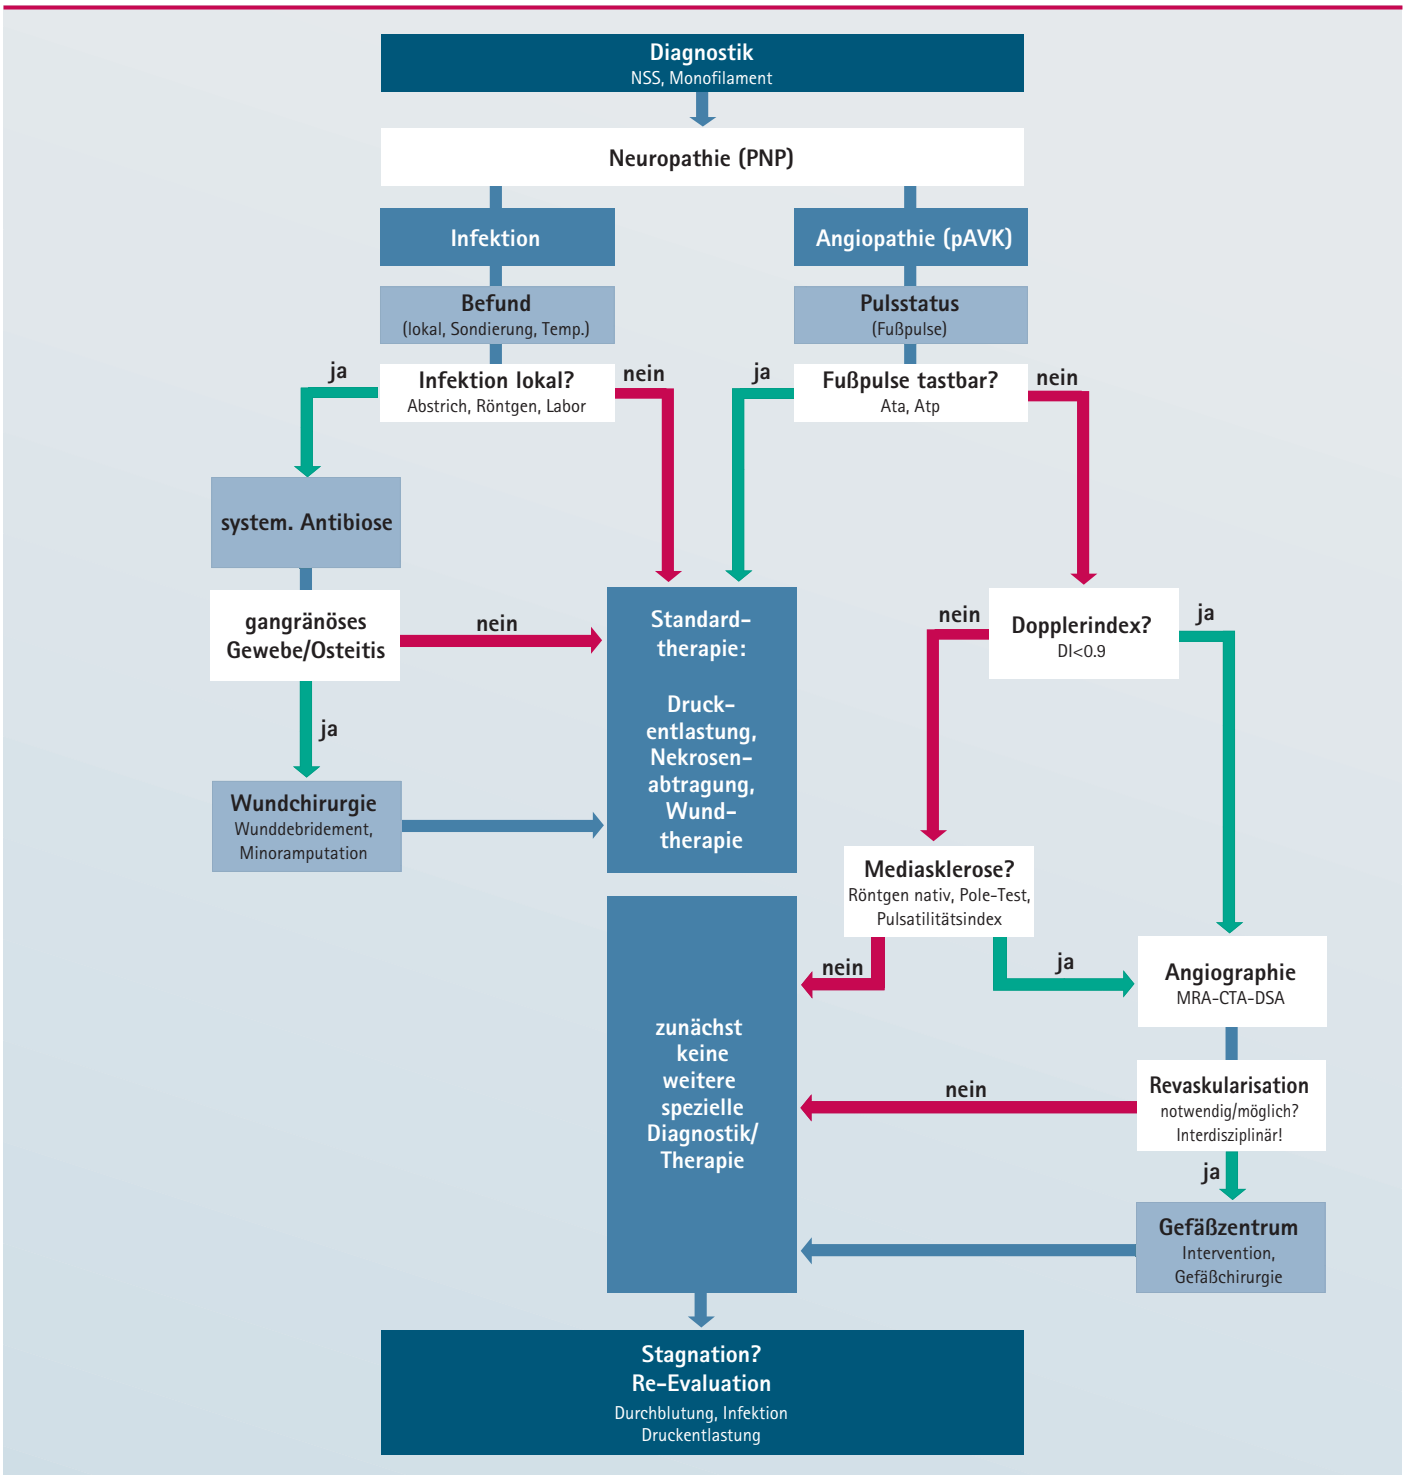 Diagnostik
NSS, Monofilament
Neuropathie (PNP)
Infektion
Angiopathie (pAVK)
Befund
(lokal, Sondierung, Temp.)
Pulsstatus
(Fußpulse)
ja
Infektion lokal?
Abstrich, Röntgen, Labor
nein
ja
Fußpulse tastbar?
Ata, Atp
nein
system. Antibiose
gangränöses
Gewebe/Osteitis
nein
ja
Wundchirurgie
Wunddebridement,
Minoramputation
Standard-
therapie:
Druck-
entlastung,
Nekrosen-
abtragung,
Wund-
therapie
nein
Dopplerindex?
DI<0.9
ja
Mediasklerose?
Röntgen nativ, Pole-Test,
Pulsatilitätsindex
nein
ja
Angiographie
MRA-CTA-DSA
zunächst
keine
weitere
spezielle
Diagnostik/
Therapie
nein
Revaskularisation
notwendig/möglich?
Interdisziplinär!
ja
Gefäßzentrum
Intervention,
Gefäßchirurgie
Stagnation?
Re-Evaluation
Durchblutung, Infektion
Druckentlastung